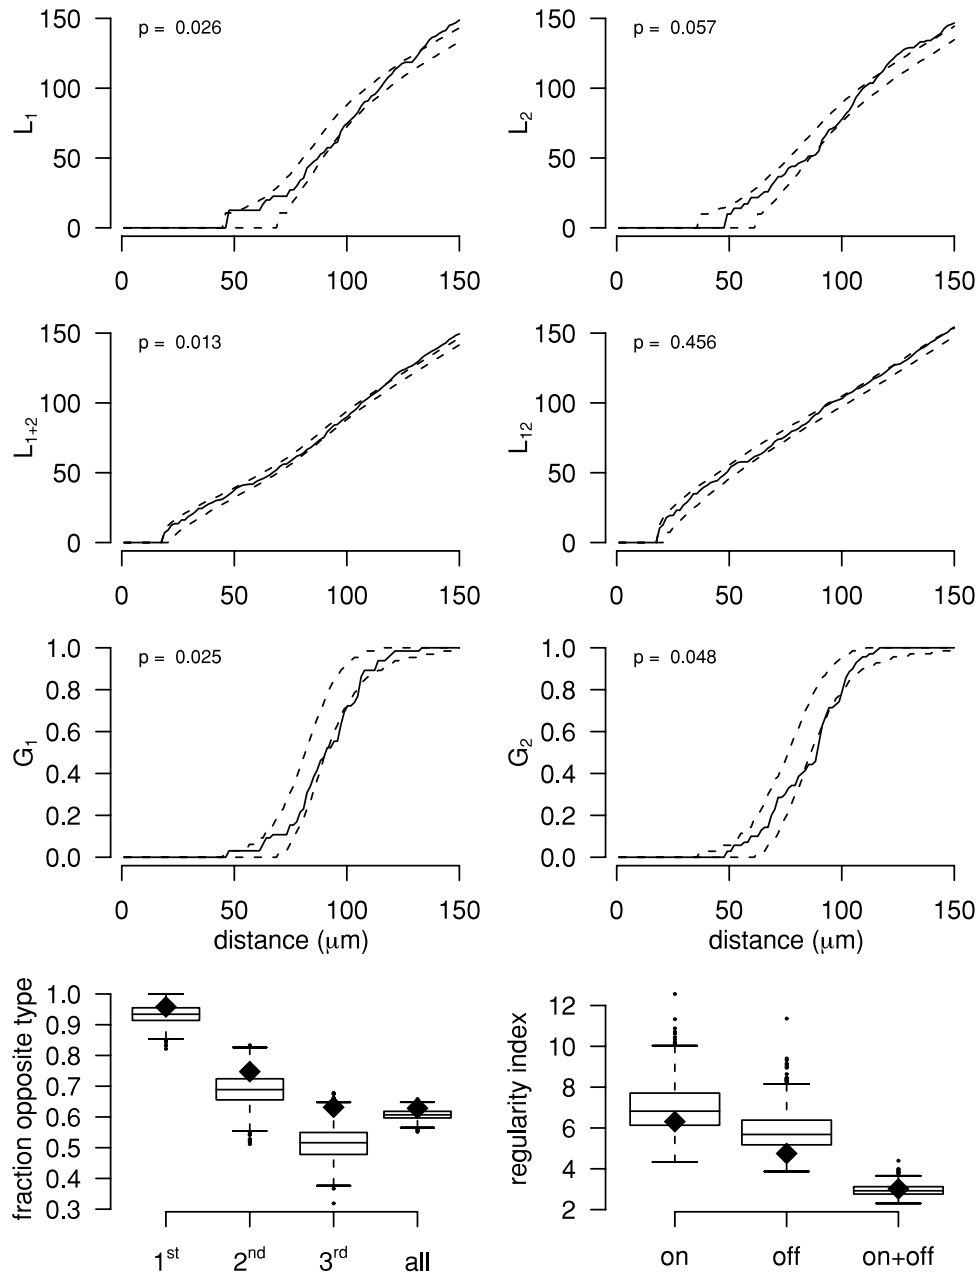 p = 0.026
L1
150
100
50
0
0 50 100 150
p = 0.057
L2
150
100
50
0
0 50 100 150
p = 0.013
L1+2
150
100
50
0
0 50 100 150
p = 0.456
L12
150
100
50
0
0 50 100 150
p = 0.025
G1
1.0
0.8
0.6
0.4
0.2
0.0
0 50 100 150
distance (μm)
p = 0.048
G2
1.0
0.8
0.6
0.4
0.2
0.0
0 50 100 150
distance (μm)
fraction opposite type
1.0
0.9
0.8
0.7
0.6
0.5
0.4
0.3
1st 2nd 3rd all
regularity index
12
10
8
6
4
2
on off on+off